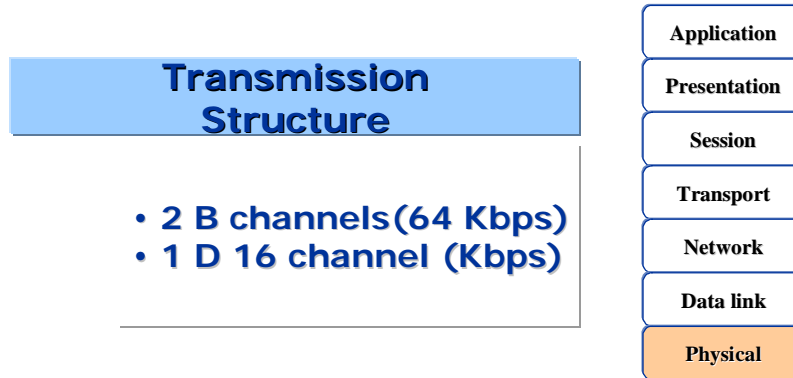 Transmission
Structure
• 2 B channels(64 Kbps)
• 1 D 16 channel (Kbps)
Application
Presentation
Session
Transport
Network
Data link
Physical